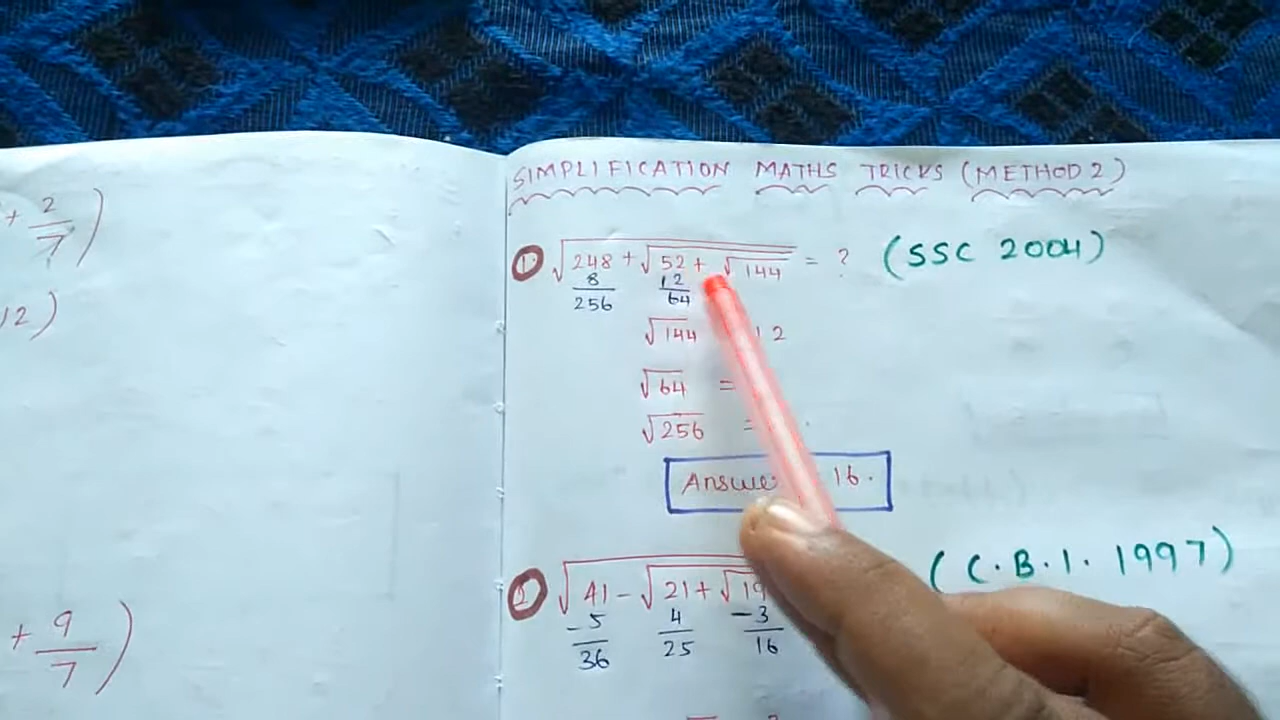 SIMPLIFICATION MATHS TRICKS (METHOD 2)
+ 2/7)
① √248 + √52 + √144 = ? (SSC 2004)
8 12
256 64
12)
√144 12
√64 =
√256 =
Answer 16.
② √41 - √21 + √19 (C.B.I. 1997)
-5 4 -3
36 25 16
+ 9/7)